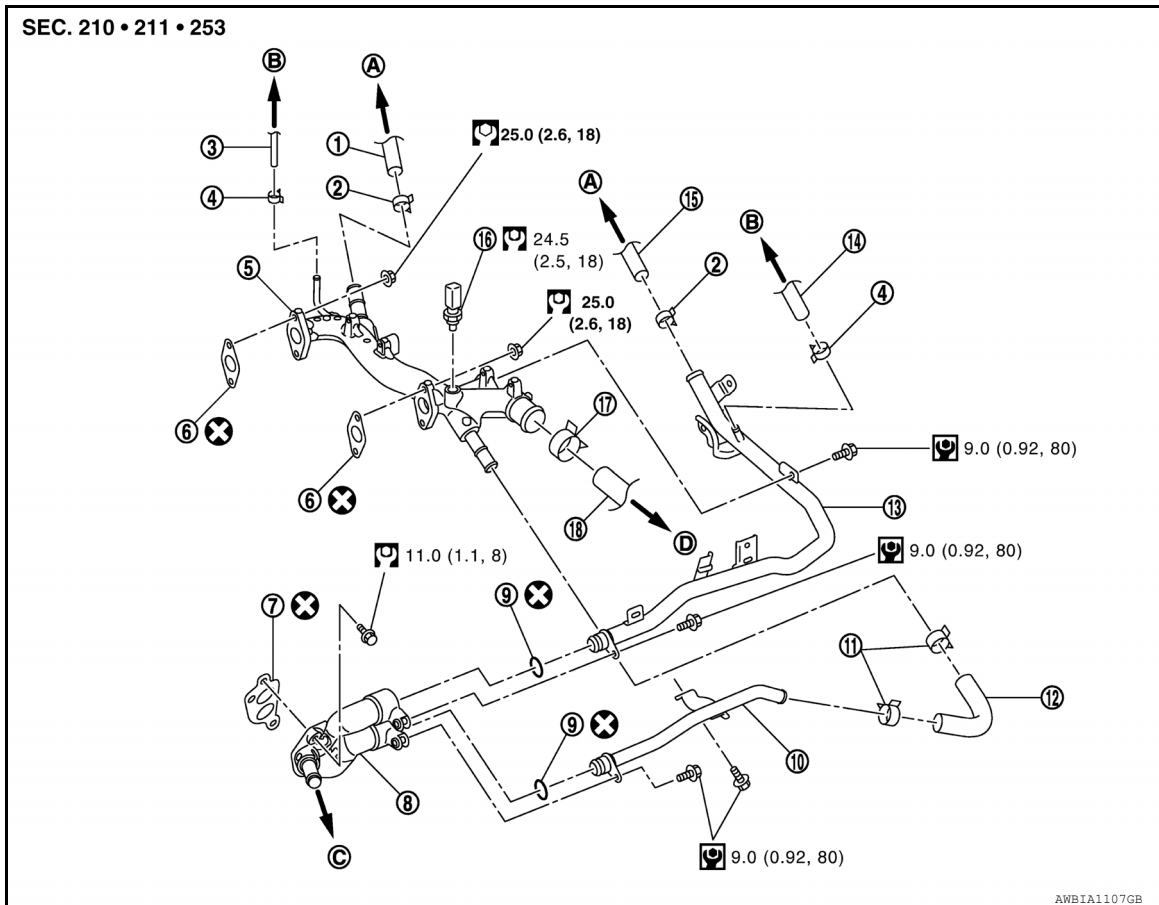 SEC. 210 • 211 • 253
B
A
3
1
25.0 (2.6, 18)
4
2
A
15
B
16
24.5
(2.5, 18)
14
5
2
25.0
(2.6, 18)
4
17
6
9.0 (0.92, 80)
6
18
13
D
11.0 (1.1, 8)
9.0 (0.92, 80)
9
7
11
12
9
10
8
C
9.0 (0.92, 80)
AWBIA1107GB